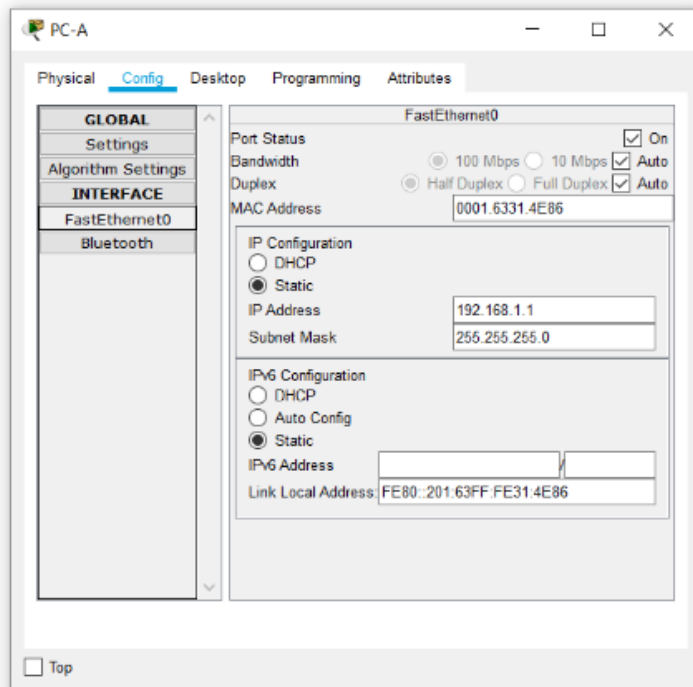 PC-A
Physical Config Desktop Programming Attributes
GLOBAL
Settings
Algorithm Settings
INTERFACE
FastEthernet0
Bluetooth
FastEthernet0
Port Status On
Bandwidth 100 Mbps 10 Mbps Auto
Duplex Half Duplex Full Duplex Auto
MAC Address 0001.6331.4E86
IP Configuration
DHCP
Static
IP Address 192.168.1.1
Subnet Mask 255.255.255.0
IPv6 Configuration
DHCP
Auto Config
Static
IPv6 Address /
Link Local Address: FE80::201:63FF:FE31:4E86
Top